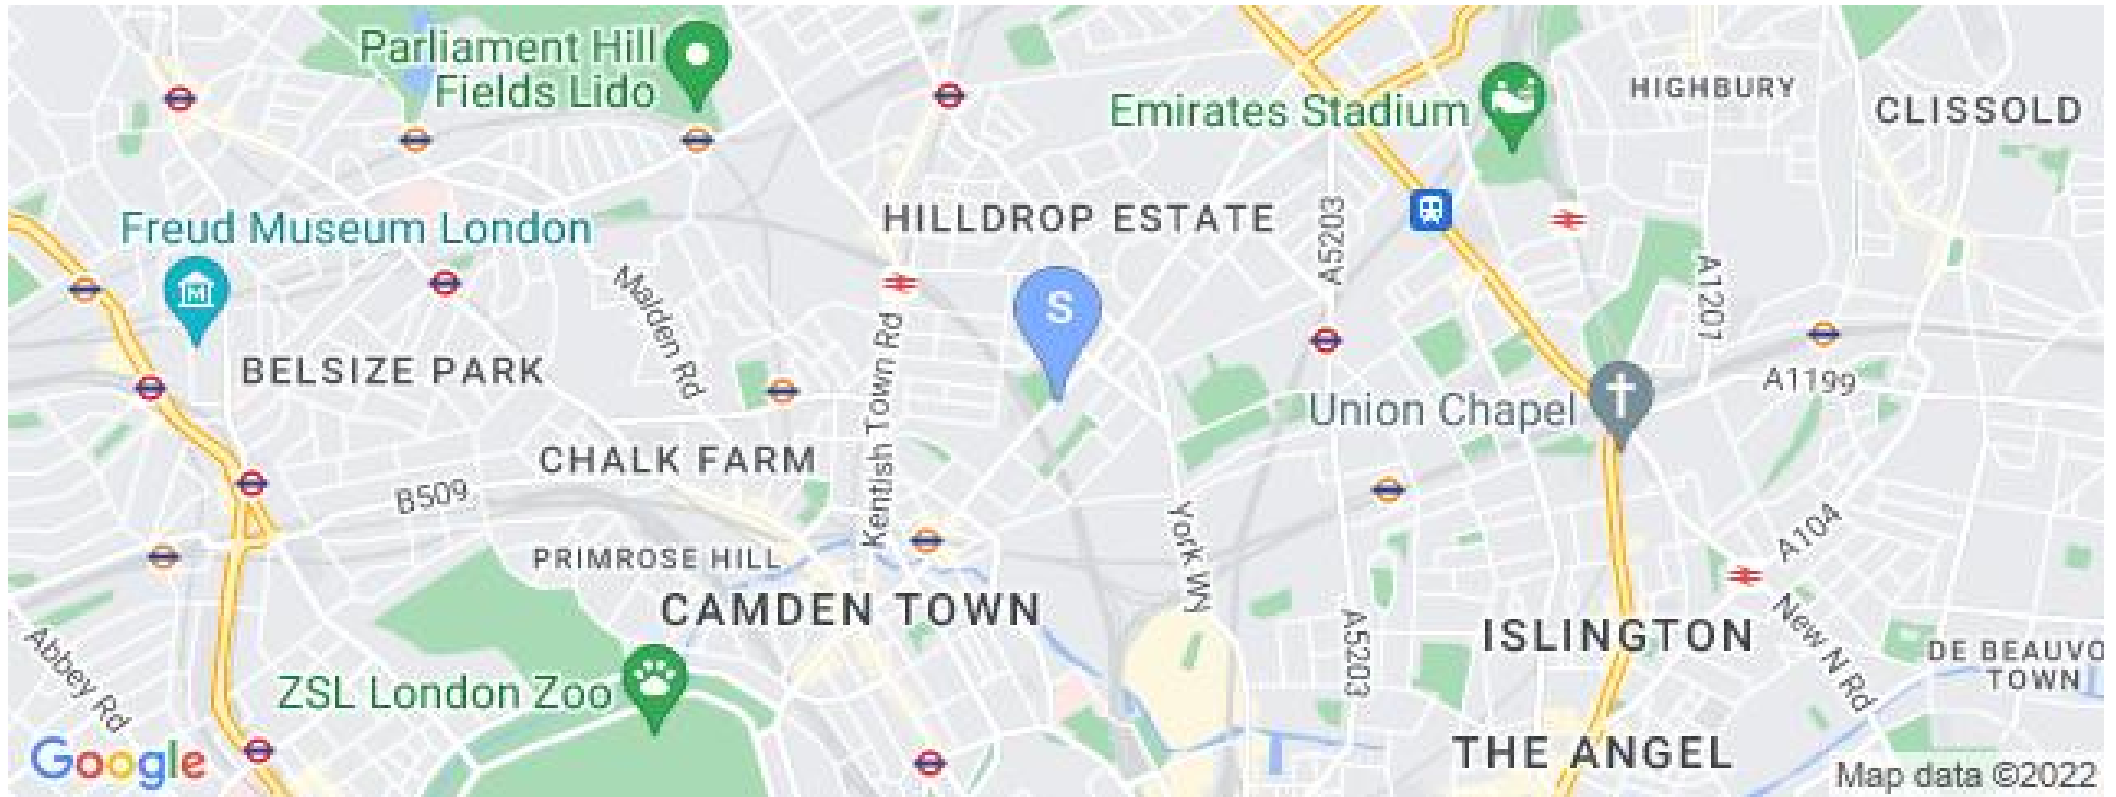 Parliament Hill
Fields Lido
Emirates Stadium
HIGHBURY
CLISSOLD
Freud Museum London
HILLDROP ESTATE
A5203
A1201
Malden Rd
S
Kentish Town Rd
BELSIZE PARK
M
Union Chapel
A1199
CHALK FARM
B509
York Wy
A104
PRIMROSE HILL
CAMDEN TOWN
ISLINGTON
New N Rd
A5203
DE BEAUVO
TOWN
Abbey Rd
ZSL London Zoo
THE ANGEL
Google
Map data ©2022